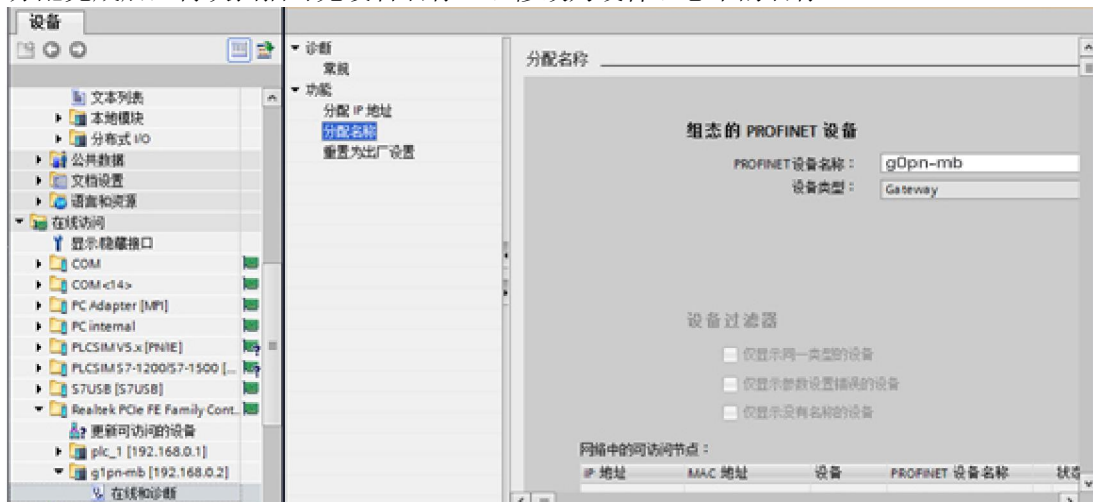 设备
文本列表
本地模块
分布式 I/O
公共数据
文档设置
语言和资源
在线访问
显示/隐藏接口
COM
COM <14>
PC Adapter [MPI]
PC internal
PLCSIM V5.x [PN/IE]
PLCSIM S7-1200/S7-1500 [...
S7USB [S7USB]
Realtek PCIe FE Family Cont...
更新可访问的设备
plc_1 [192.168.0.1]
g1pn-mb [192.168.0.2]
在线和诊断
诊断
常规
功能
分配 IP 地址
分配名称
重置为出厂设置
分配名称
组态的 PROFINET 设备
PROFINET设备名称：
g0pn-mb
设备类型：
Gateway
设备过滤器
仅显示同一类型的设备
仅显示参数设置错误的设备
仅显示没有名称的设备
网络中的可访问节点：
IP 地址 MAC 地址 设备 PROFINET 设备名称 状态